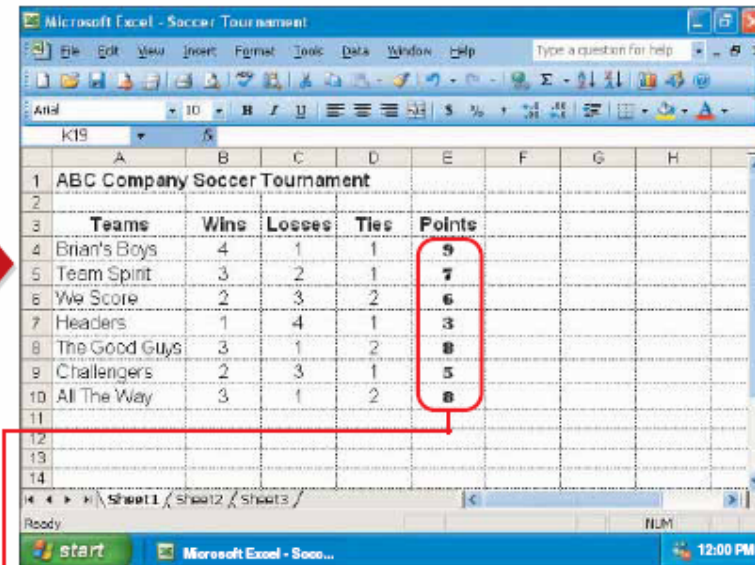 Microsoft Excel - Soccer Tournament
File Edit View Insert Format Tools Data Window Help Type a question for help
Arial 10 B I U $ % ,
K19 fx
A B C D E F G H
1 ABC Company Soccer Tournament
2
3 Teams Wins Losses Ties Points
4 Brian's Boys 4 1 1 9
5 Team Spirit 3 2 1 7
6 We Score 2 3 2 6
7 Headers 1 4 1 3
8 The Good Guys 3 1 2 8
9 Challengers 2 3 1 5
10 All The Way 3 1 2 8
11
12
13
14
Sheet1 / Sheet2 / Sheet3 /
Ready NUM
start Microsoft Excel - Socc... 12:00 PM